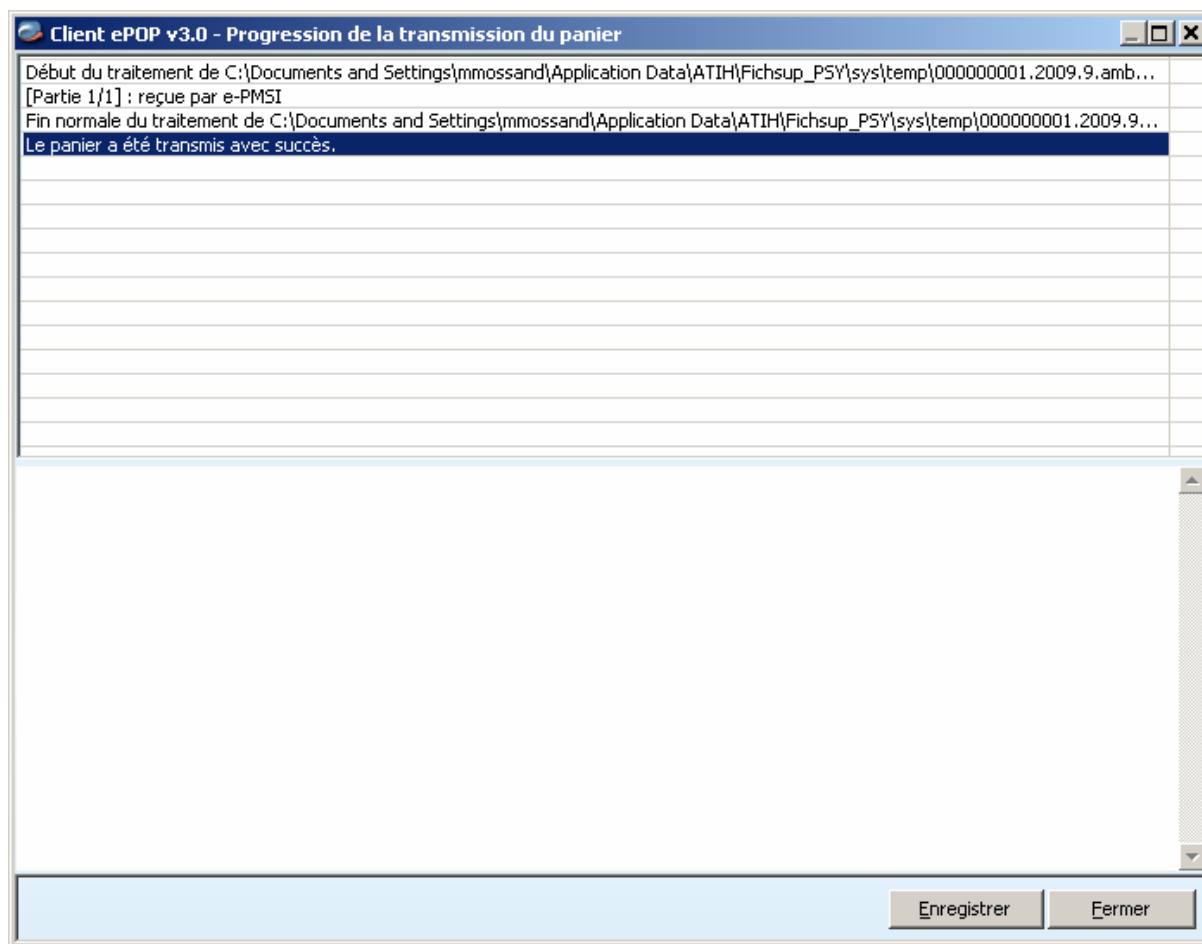 Client ePOP v3.0 - Progression de la transmission du panier
Début du traitement de C:\Documents and Settings\mmossand\Application Data\ATIH\Fichsup_PSY\sys\temp\000000001.2009.9.amb...
[Partie 1/1] : reçue par e-PMSI
Fin normale du traitement de C:\Documents and Settings\mmossand\Application Data\ATIH\Fichsup_PSY\sys\temp\000000001.2009.9...
Le panier a été transmis avec succès.
Enregistrer Fermer